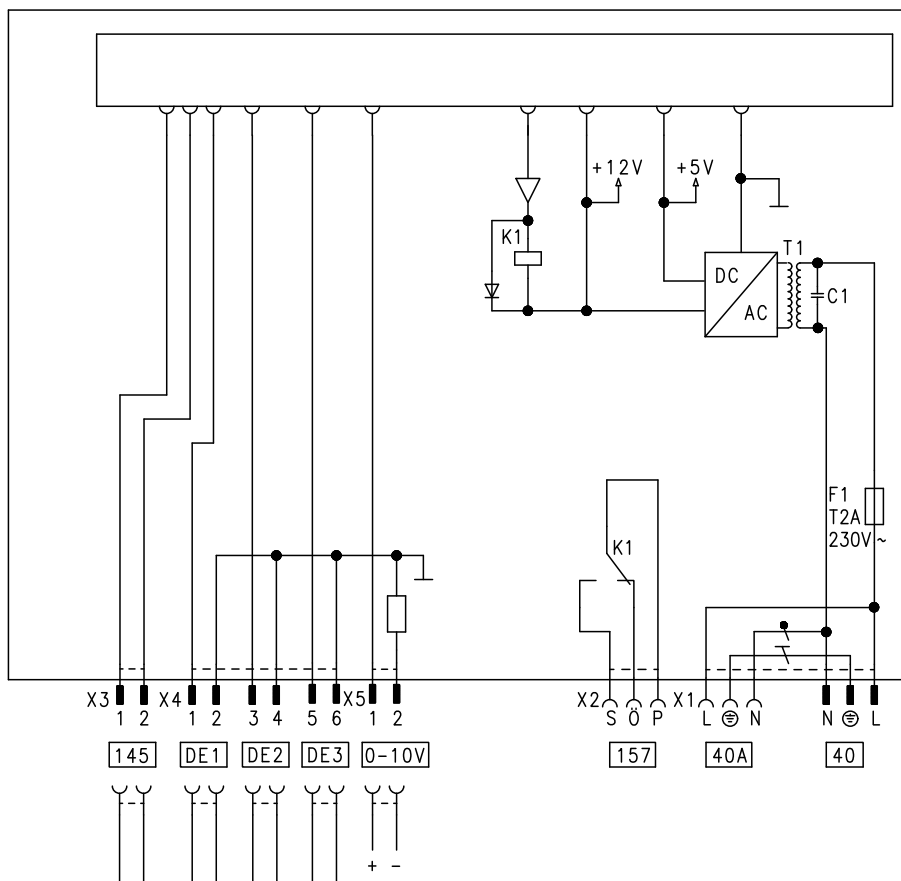 +12V +5V
K1 T1
DC
AC C1
F1
T2A
230V ~
K1
X3 X4 X5 X2 X1
1 2 1 2 3 4 5 6 1 2 S Ö P L N N L
145 DE1 DE2 DE3 0-10V 157 40A 40
+ -